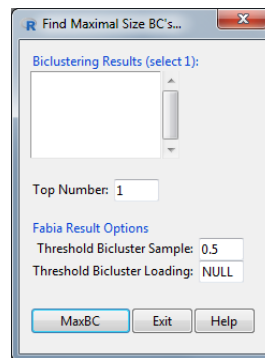 Find Maximal Size BC's...
Biclustering Results (select 1):
Top Number: 1
Fabia Result Options
Threshold Bicluster Sample: 0.5
Threshold Bicluster Loading: NULL
MaxBC Exit Help